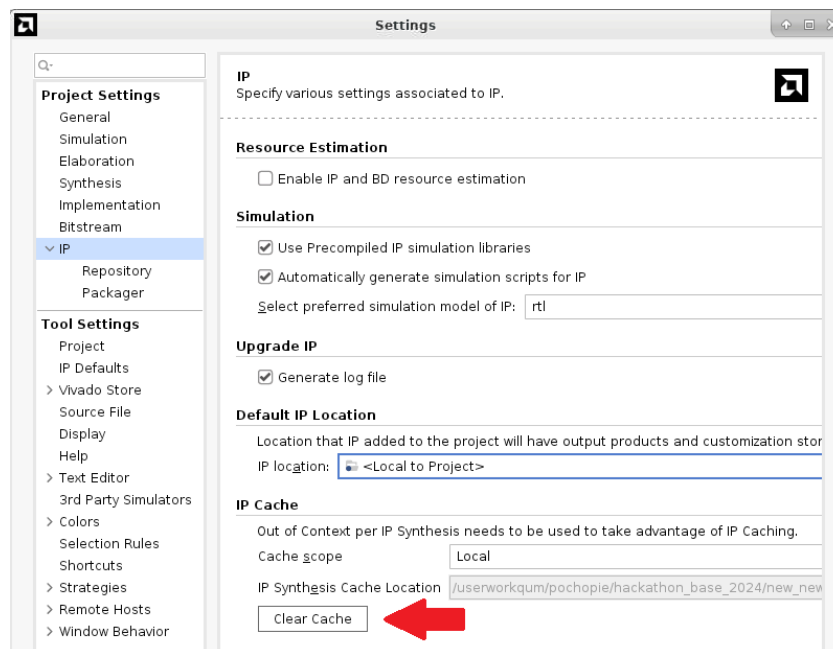 Settings
Project Settings
General
Simulation
Elaboration
Synthesis
Implementation
Bitstream
IP
Repository
Packager
Tool Settings
Project
IP Defaults
Vivado Store
Source File
Display
Help
Text Editor
3rd Party Simulators
Colors
Selection Rules
Shortcuts
Strategies
Remote Hosts
Window Behavior
IP
Specify various settings associated to IP.
Resource Estimation
Enable IP and BD resource estimation
Simulation
Use Precompiled IP simulation libraries
Automatically generate simulation scripts for IP
Select preferred simulation model of IP: rtl
Upgrade IP
Generate log file
Default IP Location
Location that IP added to the project will have output products and customization stor
IP location: <Local to Project>
IP Cache
Out of Context per IP Synthesis needs to be used to take advantage of IP Caching.
Cache scope Local
IP Synthesis Cache Location /userworkqum/pochopie/hackathon_base_2024/new_new
Clear Cache